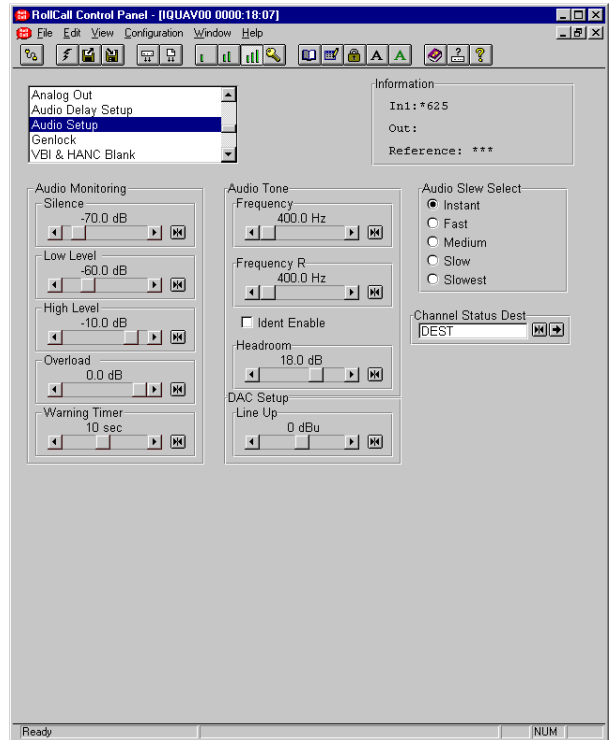 RollCall Control Panel - [IQUAV00 0000:18:07]
File Edit View Configuration Window Help
A A ?
Analog Out
Audio Delay Setup
Audio Setup
Genlock
VBI & HANC Blank
Information
In1:*625
Out:
Reference: ***
Audio Monitoring
Silence
-70.0 dB
Low Level
-60.0 dB
High Level
-10.0 dB
Overload
0.0 dB
Warning Timer
10 sec
Audio Tone
Frequency
400.0 Hz
Frequency R
400.0 Hz
Ident Enable
Headroom
18.0 dB
DAC Setup
Line Up
0 dBu
Audio Slew Select
Instant
Fast
Medium
Slow
Slowest
Channel Status Dest
DEST
Ready
NUM